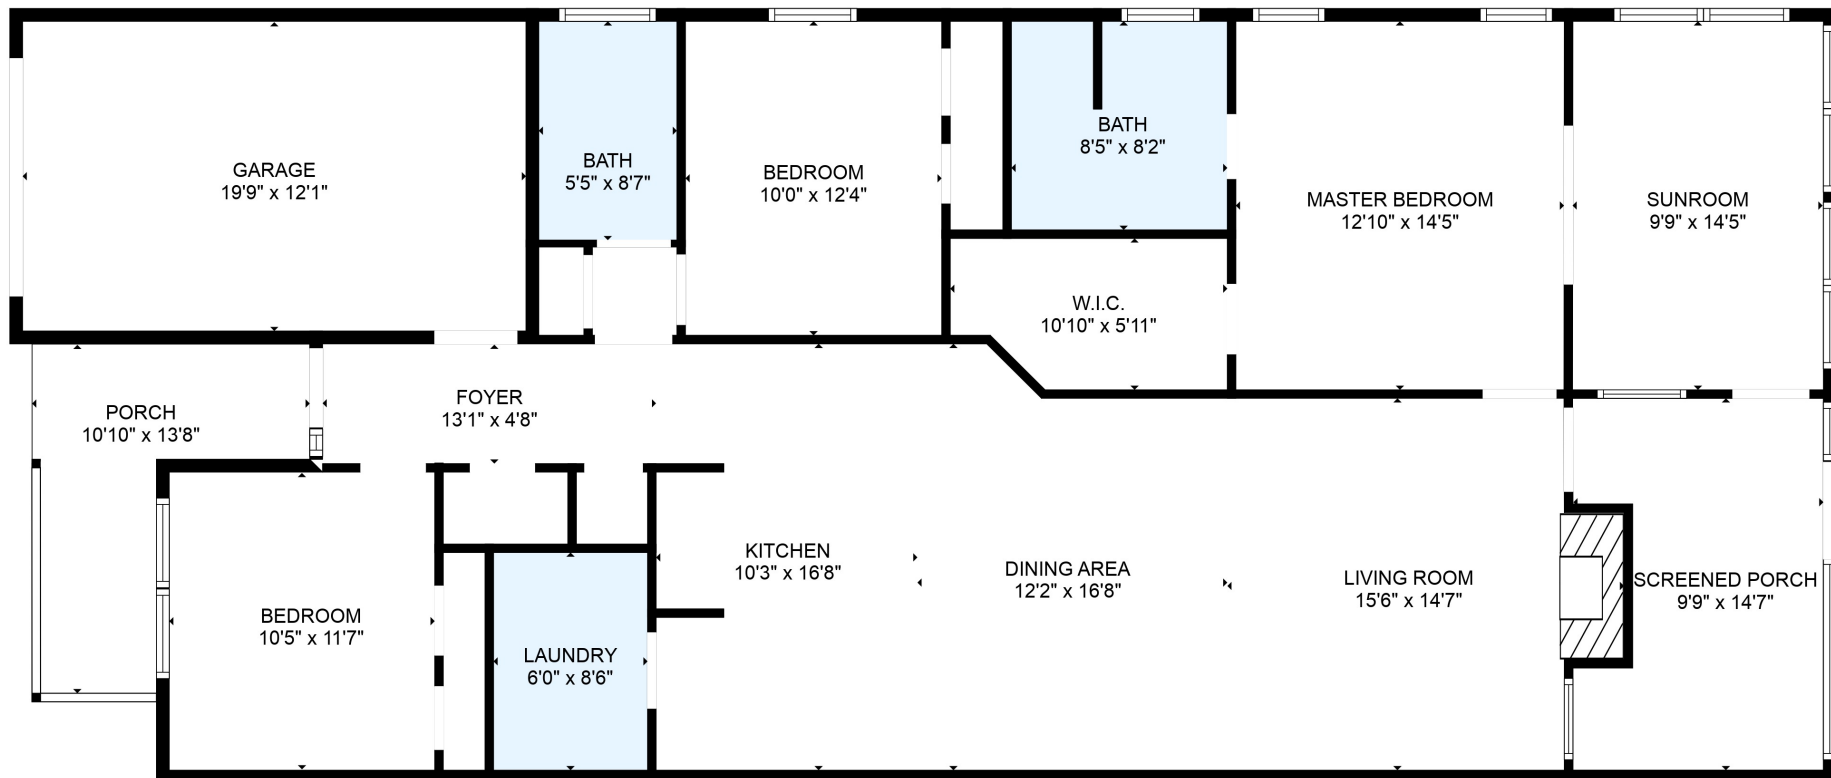 GARAGE
19'9" x 12'1"
BATH
5'5" x 8'7"
BEDROOM
10'0" x 12'4"
BATH
8'5" x 8'2"
MASTER BEDROOM
12'10" x 14'5"
SUNROOM
9'9" x 14'5"
W.I.C.
10'10" x 5'11"
PORCH
10'10" x 13'8"
FOYER
13'1" x 4'8"
KITCHEN
10'3" x 16'8"
DINING AREA
12'2" x 16'8"
LIVING ROOM
15'6" x 14'7"
SCREENED PORCH
9'9" x 14'7"
BEDROOM
10'5" x 11'7"
LAUNDRY
6'0" x 8'6"